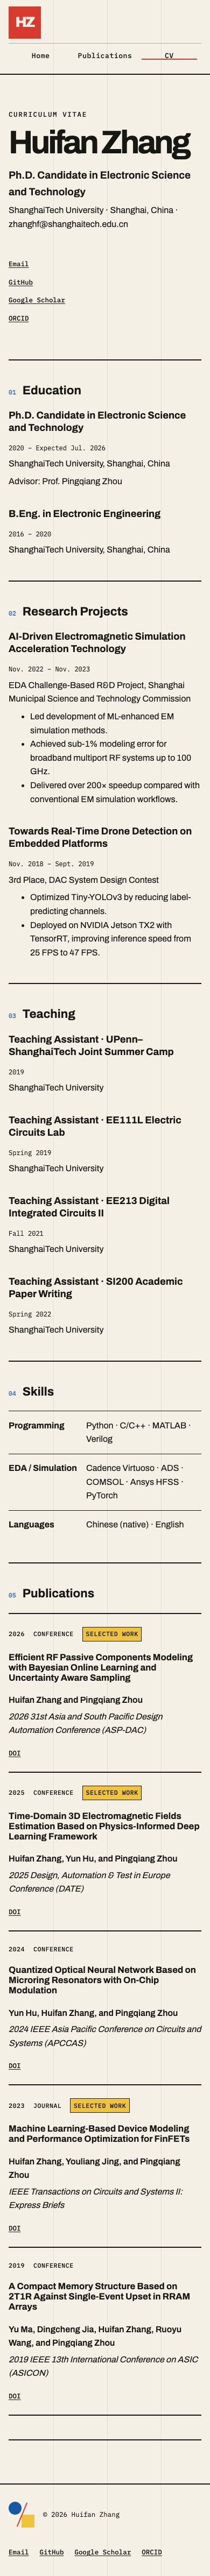 HZ
Home Publications CV
CURRICULUM VITAE
Huifan Zhang
Ph.D. Candidate in Electronic Science
and Technology
ShanghaiTech University · Shanghai, China ·
zhanghf@shanghaitech.edu.cn
Email
GitHub
Google Scholar
ORCID
01 Education
Ph.D. Candidate in Electronic Science
and Technology
2020 – Expected Jul. 2026
ShanghaiTech University, Shanghai, China
Advisor: Prof. Pingqiang Zhou
B.Eng. in Electronic Engineering
2016 – 2020
ShanghaiTech University, Shanghai, China
02 Research Projects
AI-Driven Electromagnetic Simulation
Acceleration Technology
Nov. 2022 – Nov. 2023
EDA Challenge-Based R&D Project, Shanghai
Municipal Science and Technology Commission
• Led development of ML-enhanced EM
simulation methods.
• Achieved sub-1% modeling error for
broadband multiport RF systems up to 100
GHz.
• Delivered over 200× speedup compared with
conventional EM simulation workflows.
Towards Real-Time Drone Detection on
Embedded Platforms
Nov. 2018 – Sept. 2019
3rd Place, DAC System Design Contest
• Optimized Tiny-YOLOv3 by reducing label-
predicting channels.
• Deployed on NVIDIA Jetson TX2 with
TensorRT, improving inference speed from
25 FPS to 47 FPS.
03 Teaching
Teaching Assistant · UPenn–
ShanghaiTech Joint Summer Camp
2019
ShanghaiTech University
Teaching Assistant · EE111L Electric
Circuits Lab
Spring 2019
ShanghaiTech University
Teaching Assistant · EE213 Digital
Integrated Circuits II
Fall 2021
ShanghaiTech University
Teaching Assistant · SI200 Academic
Paper Writing
Spring 2022
ShanghaiTech University
04 Skills
Programming Python · C/C++ · MATLAB ·
Verilog
EDA / Simulation Cadence Virtuoso · ADS ·
COMSOL · Ansys HFSS ·
PyTorch
Languages Chinese (native) · English
05 Publications
2026 CONFERENCE SELECTED WORK
Efficient RF Passive Components Modeling
with Bayesian Online Learning and
Uncertainty Aware Sampling
Huifan Zhang and Pingqiang Zhou
2026 31st Asia and South Pacific Design
Automation Conference (ASP-DAC)
DOI
2025 CONFERENCE SELECTED WORK
Time-Domain 3D Electromagnetic Fields
Estimation Based on Physics-Informed Deep
Learning Framework
Huifan Zhang, Yun Hu, and Pingqiang Zhou
2025 Design, Automation & Test in Europe
Conference (DATE)
DOI
2024 CONFERENCE
Quantized Optical Neural Network Based on
Microring Resonators with On-Chip
Modulation
Yun Hu, Huifan Zhang, and Pingqiang Zhou
2024 IEEE Asia Pacific Conference on Circuits and
Systems (APCCAS)
DOI
2023 JOURNAL SELECTED WORK
Machine Learning-Based Device Modeling
and Performance Optimization for FinFETs
Huifan Zhang, Youliang Jing, and Pingqiang
Zhou
IEEE Transactions on Circuits and Systems II:
Express Briefs
DOI
2019 CONFERENCE
A Compact Memory Structure Based on
2T1R Against Single-Event Upset in RRAM
Arrays
Yu Ma, Dingcheng Jia, Huifan Zhang, Ruoyu
Wang, and Pingqiang Zhou
2019 IEEE 13th International Conference on ASIC
(ASICON)
DOI
© 2026 Huifan Zhang
Email GitHub Google Scholar ORCID